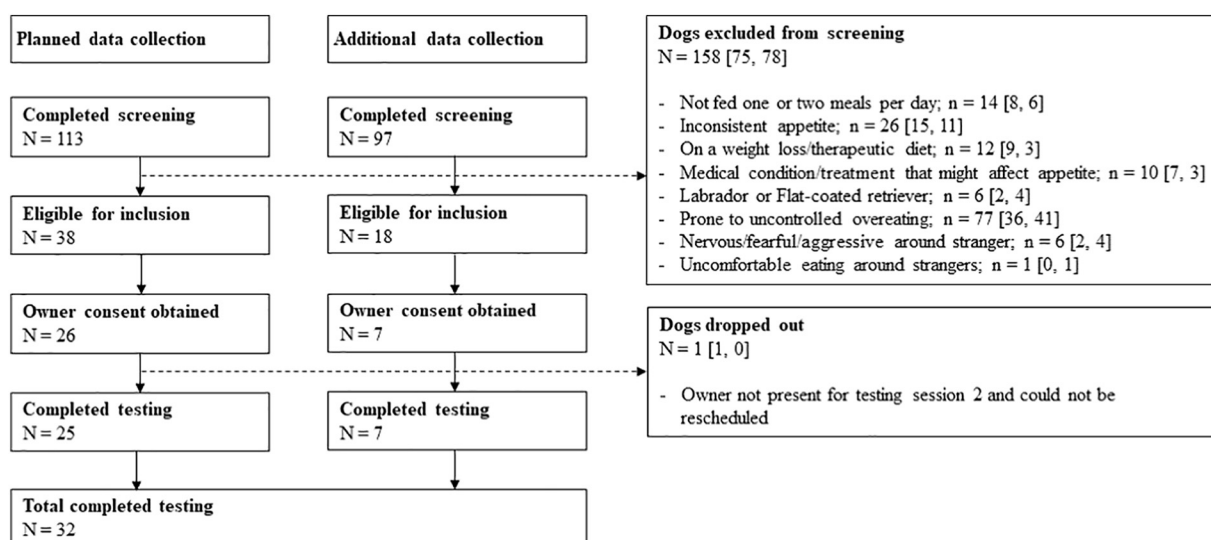 Planned data collection
Additional data collection
Completed screening
N = 113
Completed screening
N = 97
Eligible for inclusion
N = 38
Eligible for inclusion
N = 18
Owner consent obtained
N = 26
Owner consent obtained
N = 7
Completed testing
N = 25
Completed testing
N = 7
Total completed testing
N = 32
Dogs excluded from screening
N = 158 [75, 78]
- Not fed one or two meals per day; n = 14 [8, 6]
- Inconsistent appetite; n = 26 [15, 11]
- On a weight loss/therapeutic diet; n = 12 [9, 3]
- Medical condition/treatment that might affect appetite; n = 10 [7, 3]
- Labrador or Flat-coated retriever; n = 6 [2, 4]
- Prone to uncontrolled overeating; n = 77 [36, 41]
- Nervous/fearful/aggressive around stranger; n = 6 [2, 4]
- Uncomfortable eating around strangers; n = 1 [0, 1]
Dogs dropped out
N = 1 [1, 0]
- Owner not present for testing session 2 and could not be
rescheduled